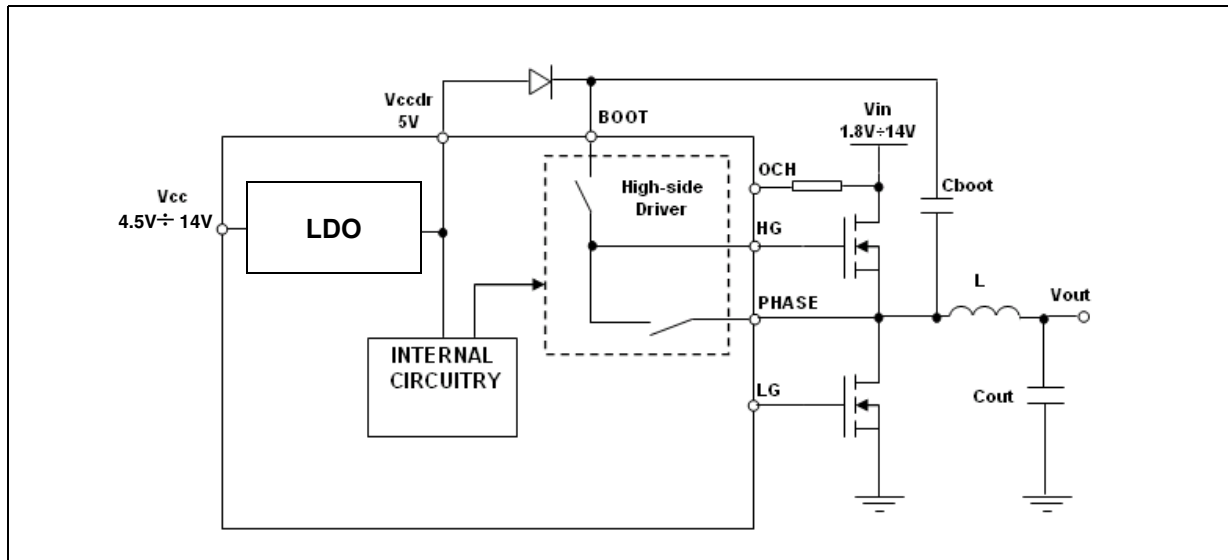 Vccdr
5V
BOOT
Vin
1.8V÷14V
OCH
High-side
Driver
Cboot
Vcc
4.5V÷ 14V
LDO
HG
L
Vout
PHASE
INTERNAL
CIRCUITRY
LG
Cout